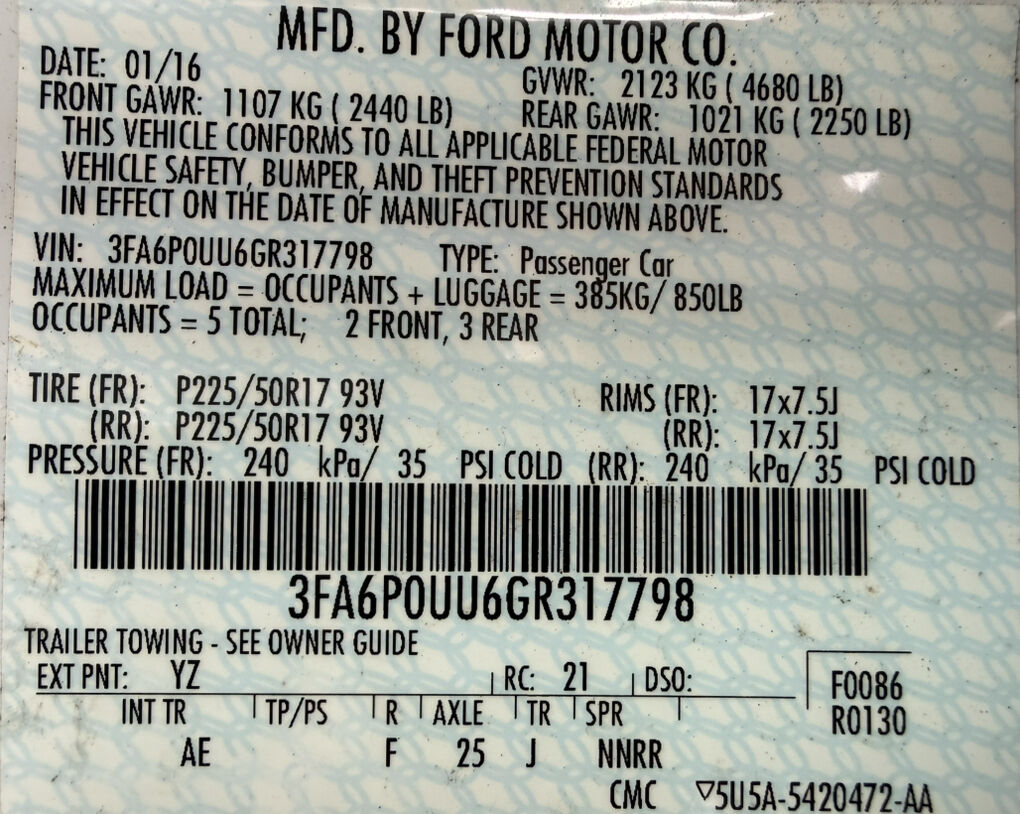 MFD. BY FORD MOTOR CO.
DATE: 01/16 GVWR: 2123 KG ( 4680 LB)
FRONT GAWR: 1107 KG ( 2440 LB) REAR GAWR: 1021 KG ( 2250 LB)
THIS VEHICLE CONFORMS TO ALL APPLICABLE FEDERAL MOTOR
VEHICLE SAFETY, BUMPER, AND THEFT PREVENTION STANDARDS
IN EFFECT ON THE DATE OF MANUFACTURE SHOWN ABOVE.
VIN: 3FA6P0UU6GR317798 TYPE: Passenger Car
MAXIMUM LOAD = OCCUPANTS + LUGGAGE = 385KG/ 850LB
OCCUPANTS = 5 TOTAL; 2 FRONT, 3 REAR
TIRE (FR): P225/50R17 93V RIMS (FR): 17x7.5J
(RR): P225/50R17 93V (RR): 17x7.5J
PRESSURE (FR): 240 kPa/ 35 PSI COLD (RR): 240 kPa/ 35 PSI COLD
3FA6P0UU6GR317798
TRAILER TOWING - SEE OWNER GUIDE
EXT PNT: YZ RC: 21 DSO: F0086
INT TR TP/PS R AXLE TR SPR R0130
AE F 25 J NNRR
CMC ▽5U5A-5420472-AA